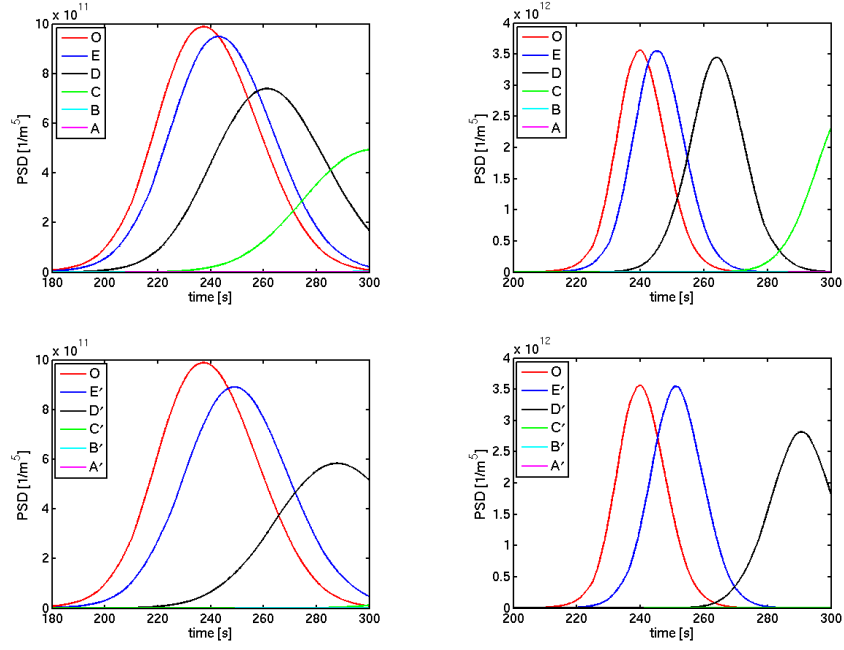 x 10^11
10
8
6
4
2
0
PSD [1/m^5]
O
E
D
C
B
A
180 200 220 240 260 280 300
time [s]
x 10^12
4
3.5
3
2.5
2
1.5
1
0.5
0
PSD [1/m^5]
O
E
D
C
B
A
200 220 240 260 280 300
time [s]
x 10^11
10
8
6
4
2
0
PSD [1/m^5]
O
E′
D′
C′
B′
A′
180 200 220 240 260 280 300
time [s]
x 10^12
4
3.5
3
2.5
2
1.5
1
0.5
0
PSD [1/m^5]
O
E′
D′
C′
B′
A′
200 220 240 260 280 300
time [s]